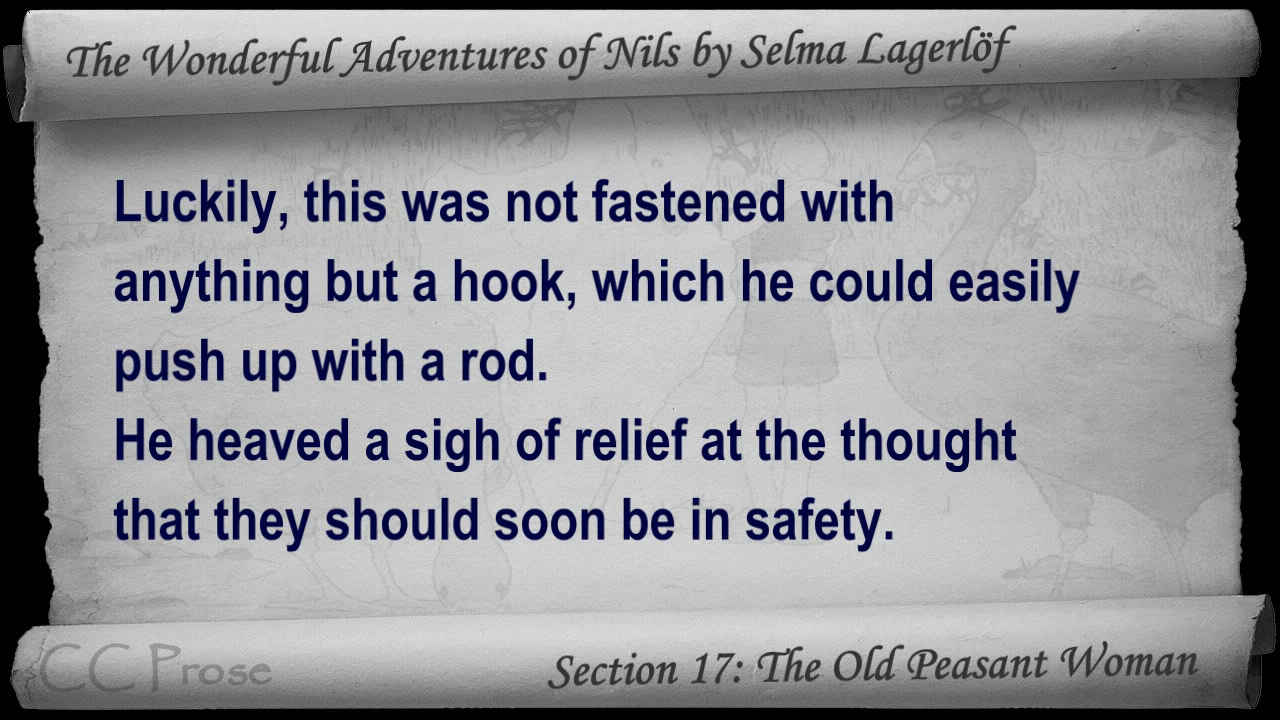 The Wonderful Adventures of Nils by Selma Lagerlöf
Luckily, this was not fastened with
anything but a hook, which he could easily
push up with a rod.
He heaved a sigh of relief at the thought
that they should soon be in safety.
CC Prose
Section 17: The Old Peasant Woman